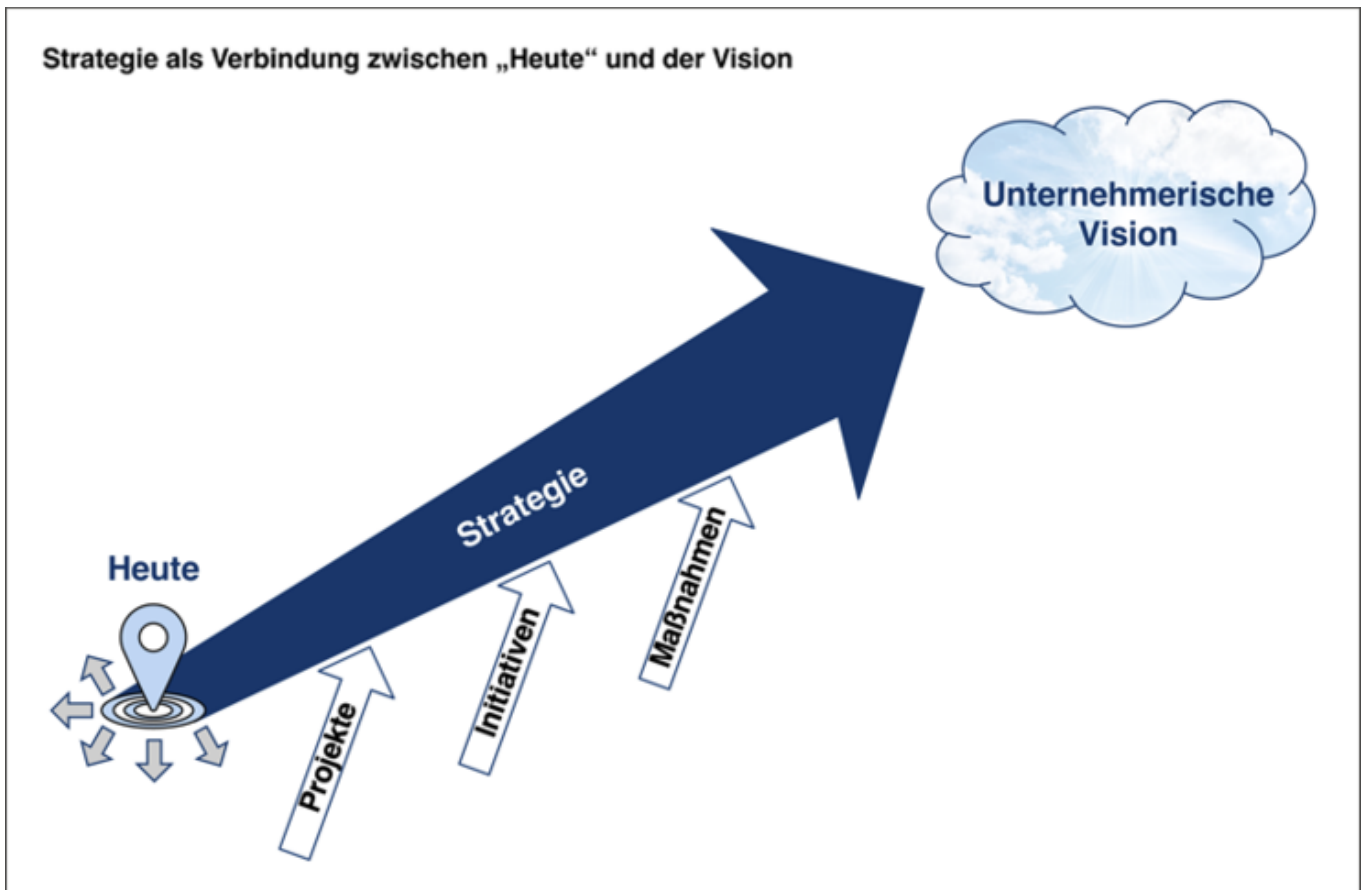 Strategie als Verbindung zwischen „Heute“ und der Vision
Unternehmerische
Vision
Strategie
Heute
Projekte
Initiativen
Maßnahmen